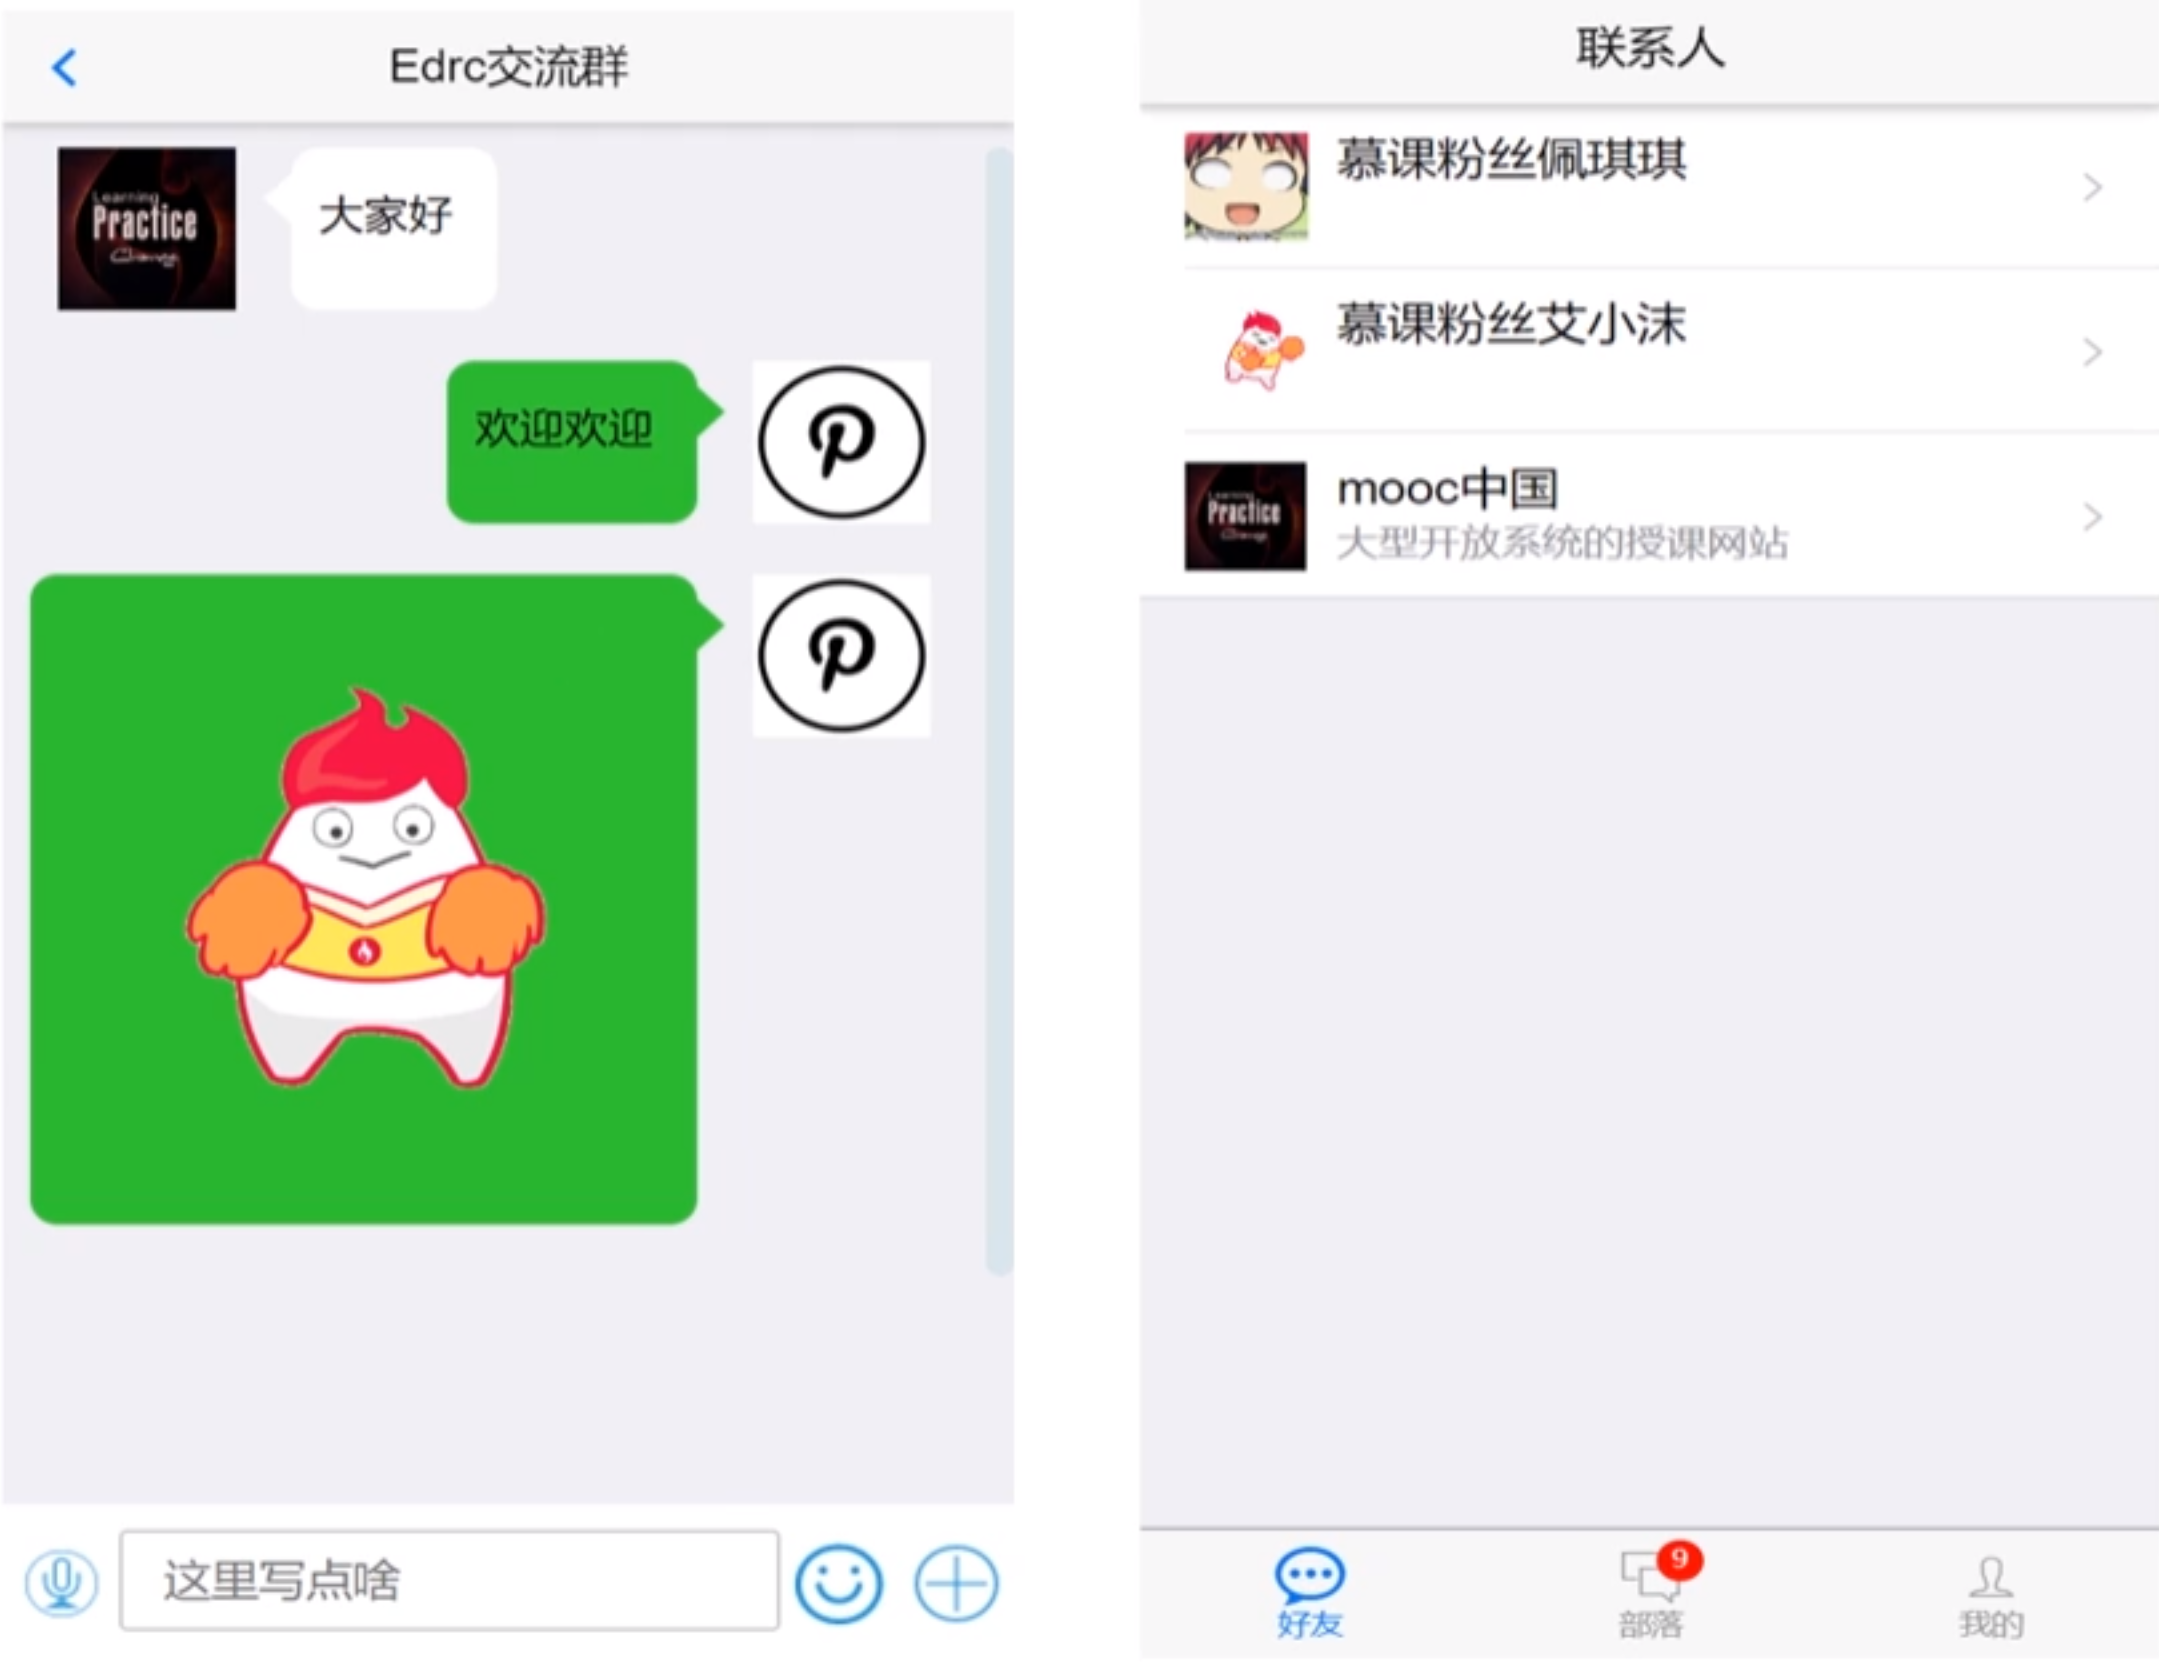 Edrc交流群
Learning
Practice
Change
大家好
欢迎欢迎
这里写点啥
联系人
慕课粉丝佩琪琪
慕课粉丝艾小沫
Learning
Practice
Change
mooc中国
大型开放系统的授课网站
好友
9
部落
我的